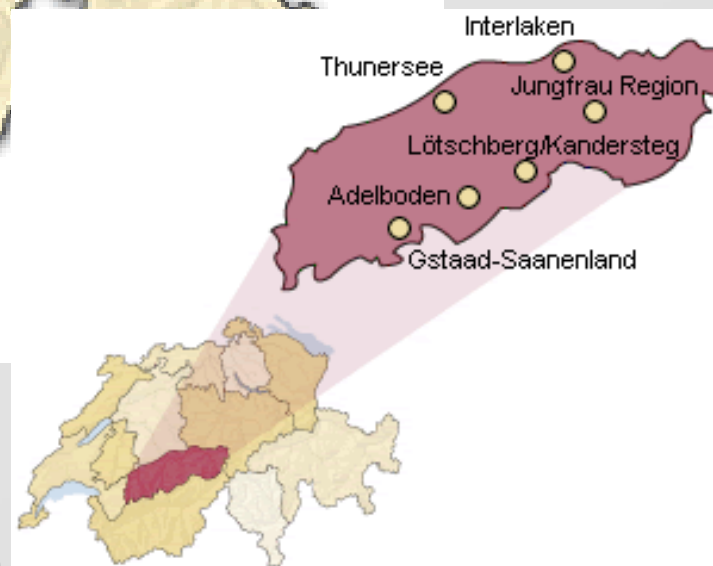 Interlaken
Thunersee
Jungfrau Region
Lötschberg/Kandersteg
Adelboden
Gstaad-Saanenland